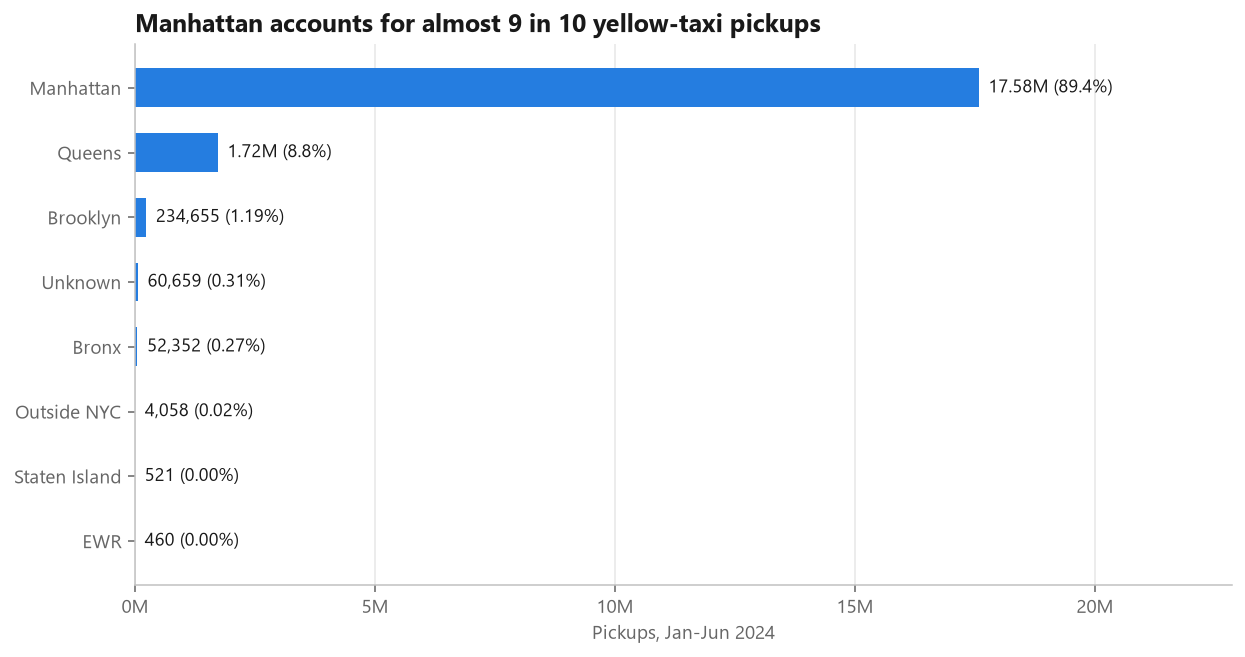 Manhattan accounts for almost 9 in 10 yellow-taxi pickups
Manhattan 17.58M (89.4%)
Queens 1.72M (8.8%)
Brooklyn 234,655 (1.19%)
Unknown 60,659 (0.31%)
Bronx 52,352 (0.27%)
Outside NYC 4,058 (0.02%)
Staten Island 521 (0.00%)
EWR 460 (0.00%)
0M 5M 10M 15M 20M
Pickups, Jan-Jun 2024